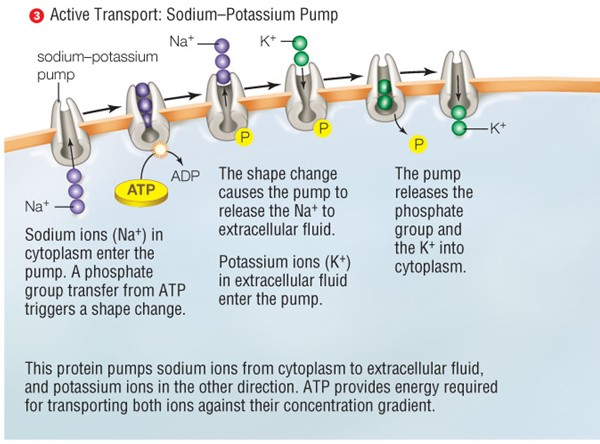 3 Active Transport: Sodium–Potassium Pump
sodium–potassium
pump
Na⁺
K⁺
P
P
P
K⁺
Na⁺
ATP
ADP
Sodium ions (Na⁺) in
cytoplasm enter the
pump. A phosphate
group transfer from ATP
triggers a shape change.
The shape change
causes the pump to
release the Na⁺ to
extracellular fluid.
Potassium ions (K⁺)
in extracellular fluid
enter the pump.
The pump
releases the
phosphate
group and
the K⁺ into
cytoplasm.
This protein pumps sodium ions from cytoplasm to extracellular fluid,
and potassium ions in the other direction. ATP provides energy required
for transporting both ions against their concentration gradient.